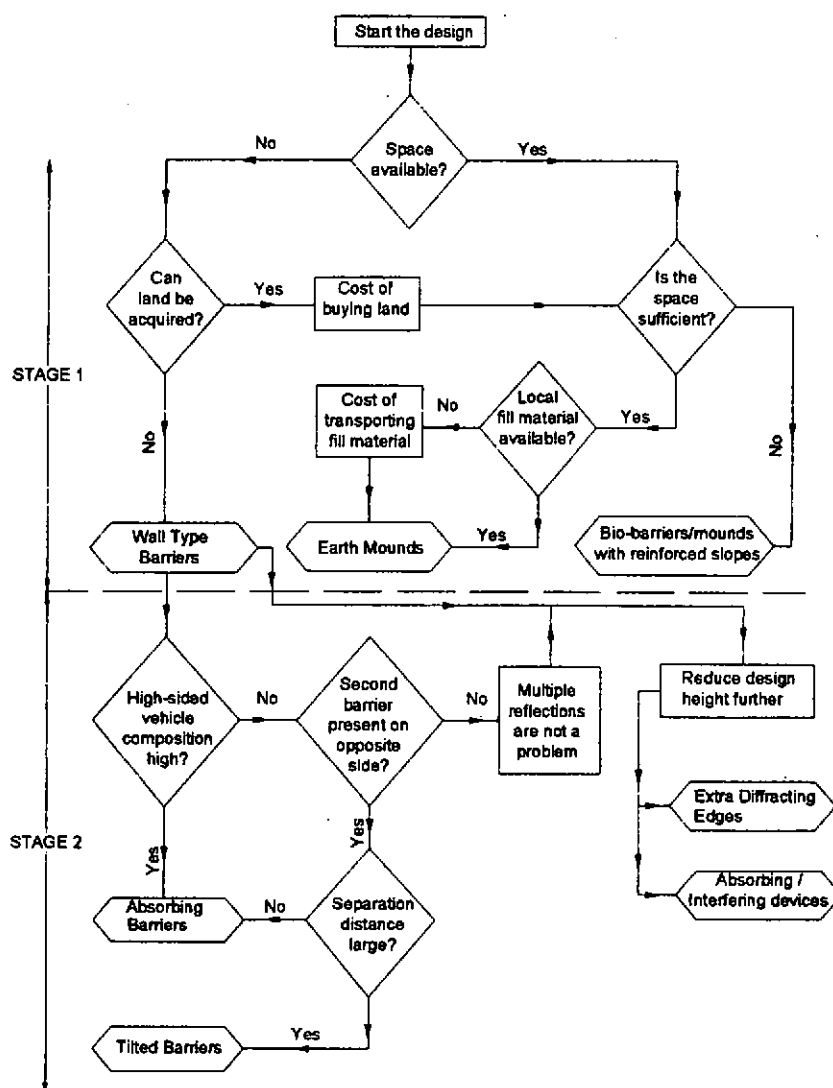 Start the design
No
Space
available?
Yes
Can
land be
acquired?
Yes
Cost of
buying land
Is the
space
sufficient?
STAGE 1
No
Cost of
transporting
fill material
No
Local
fill material
available?
Yes
No
Wall Type
Barriers
Earth Mounds
Yes
Bio-barriers/mounds
with reinforced slopes
High-sided
vehicle
composition
high?
No
Second
barrier
present on
opposite
side?
No
Multiple
reflections
are not a
problem
Reduce design
height further
Extra Diffracting
Edges
STAGE 2
Yes
Yes
Absorbing
Barriers
No
Separation
distance
large?
Absorbing /
Interfering devices
Tilted Barriers
Yes